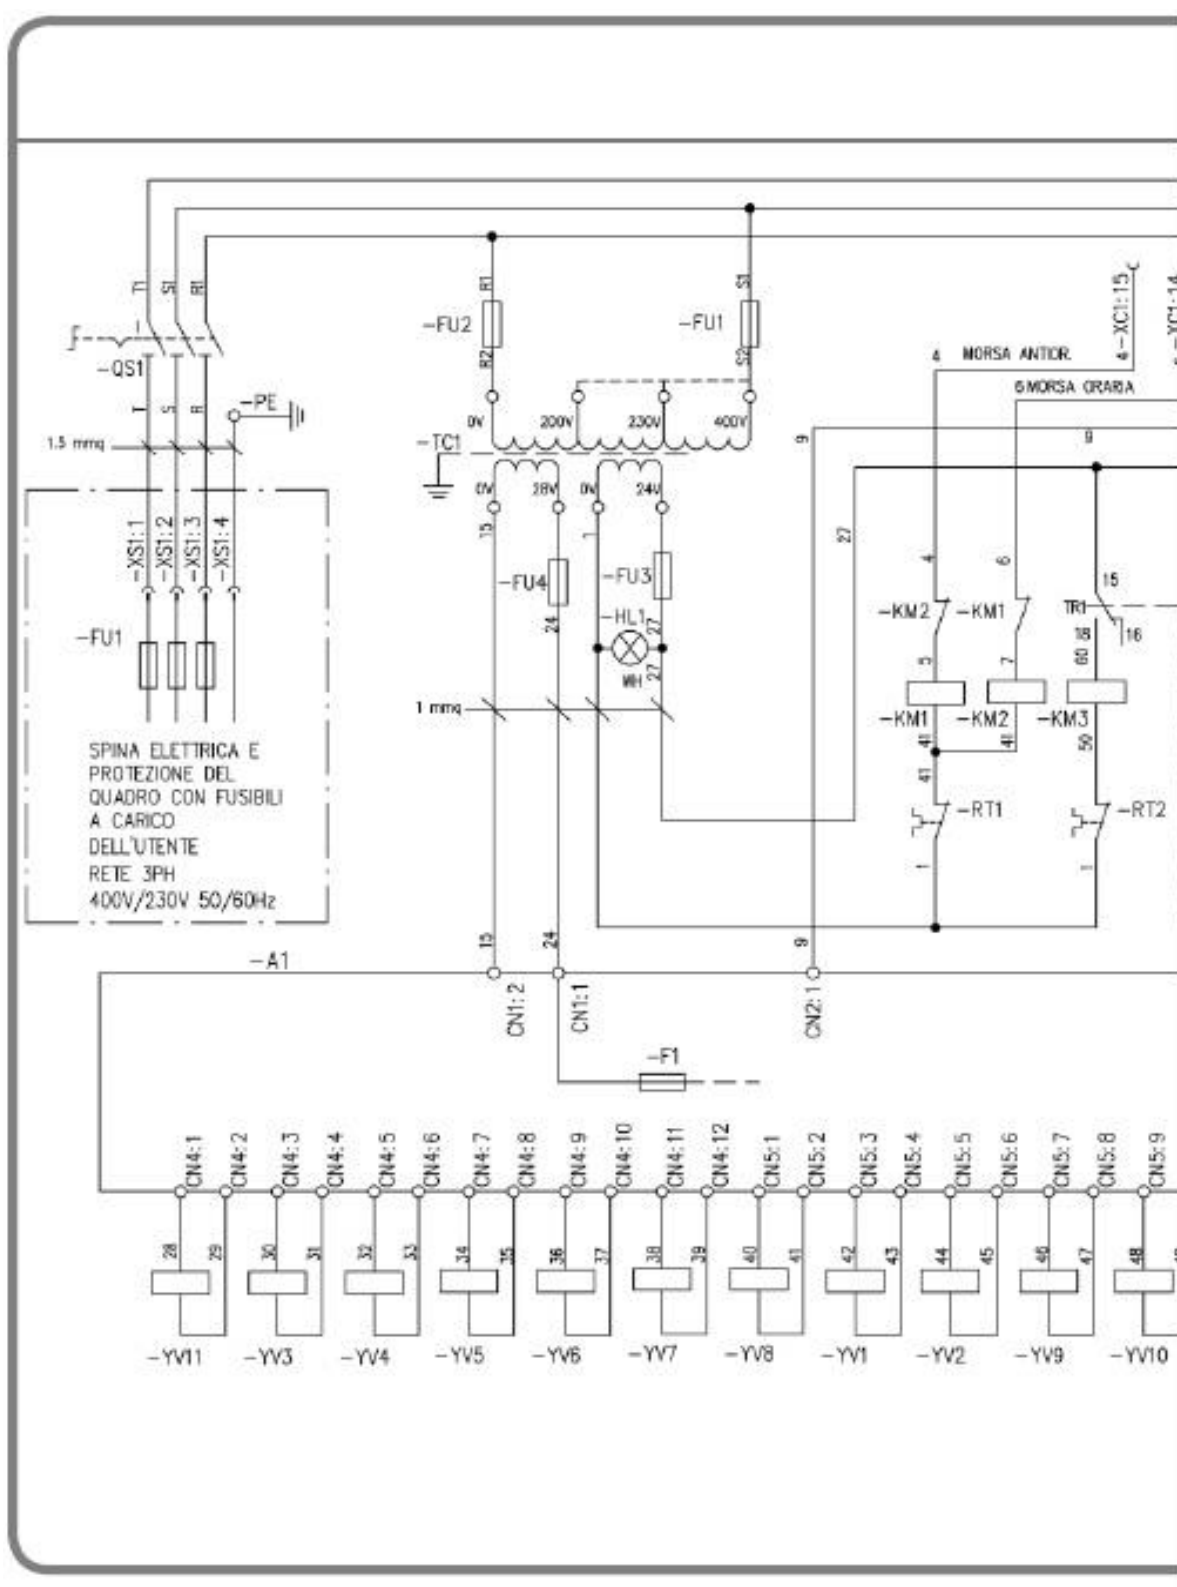 T1
S1
R1
-QS1
T
S
R
-PE
1.5 mmq
-XS1:1
-XS1:2
-XS1:3
-XS1:4
-FU1
SPINA ELETTRICA E
PROTEZIONE DEL
QUADRO CON FUSIBILI
A CARICO
DELL'UTENTE
RETE 3PH
400V/230V 50/60Hz
R1
-FU2
R2
S1
-FU1
S2
0V
200V
230V
400V
-TC1
0V
28V
0V
24V
15
1
-FU4
24
-FU3
-HL1
27
WH
27
1 mmq
9
9
27
4-XC1:15
-XC1:14
4
MORSA ANTIOR.
6 MORSA ORARIA
4
6
15
-KM2
-KM1
TR1
18
16
5
7
60
-KM1
-KM2
-KM3
41
41
50
41
-RT1
-RT2
1
1
15
24
9
-A1
CN1:2
CN1:1
CN2:1
-F1
CN4:1
CN4:2
CN4:3
CN4:4
CN4:5
CN4:6
CN4:7
CN4:8
CN4:9
CN4:10
CN4:11
CN4:12
CN5:1
CN5:2
CN5:3
CN5:4
CN5:5
CN5:6
CN5:7
CN5:8
CN5:9
28
29
30
31
32
33
34
35
36
37
38
39
40
41
42
43
44
45
46
47
48
-YV11
-YV3
-YV4
-YV5
-YV6
-YV7
-YV8
-YV1
-YV2
-YV9
-YV10